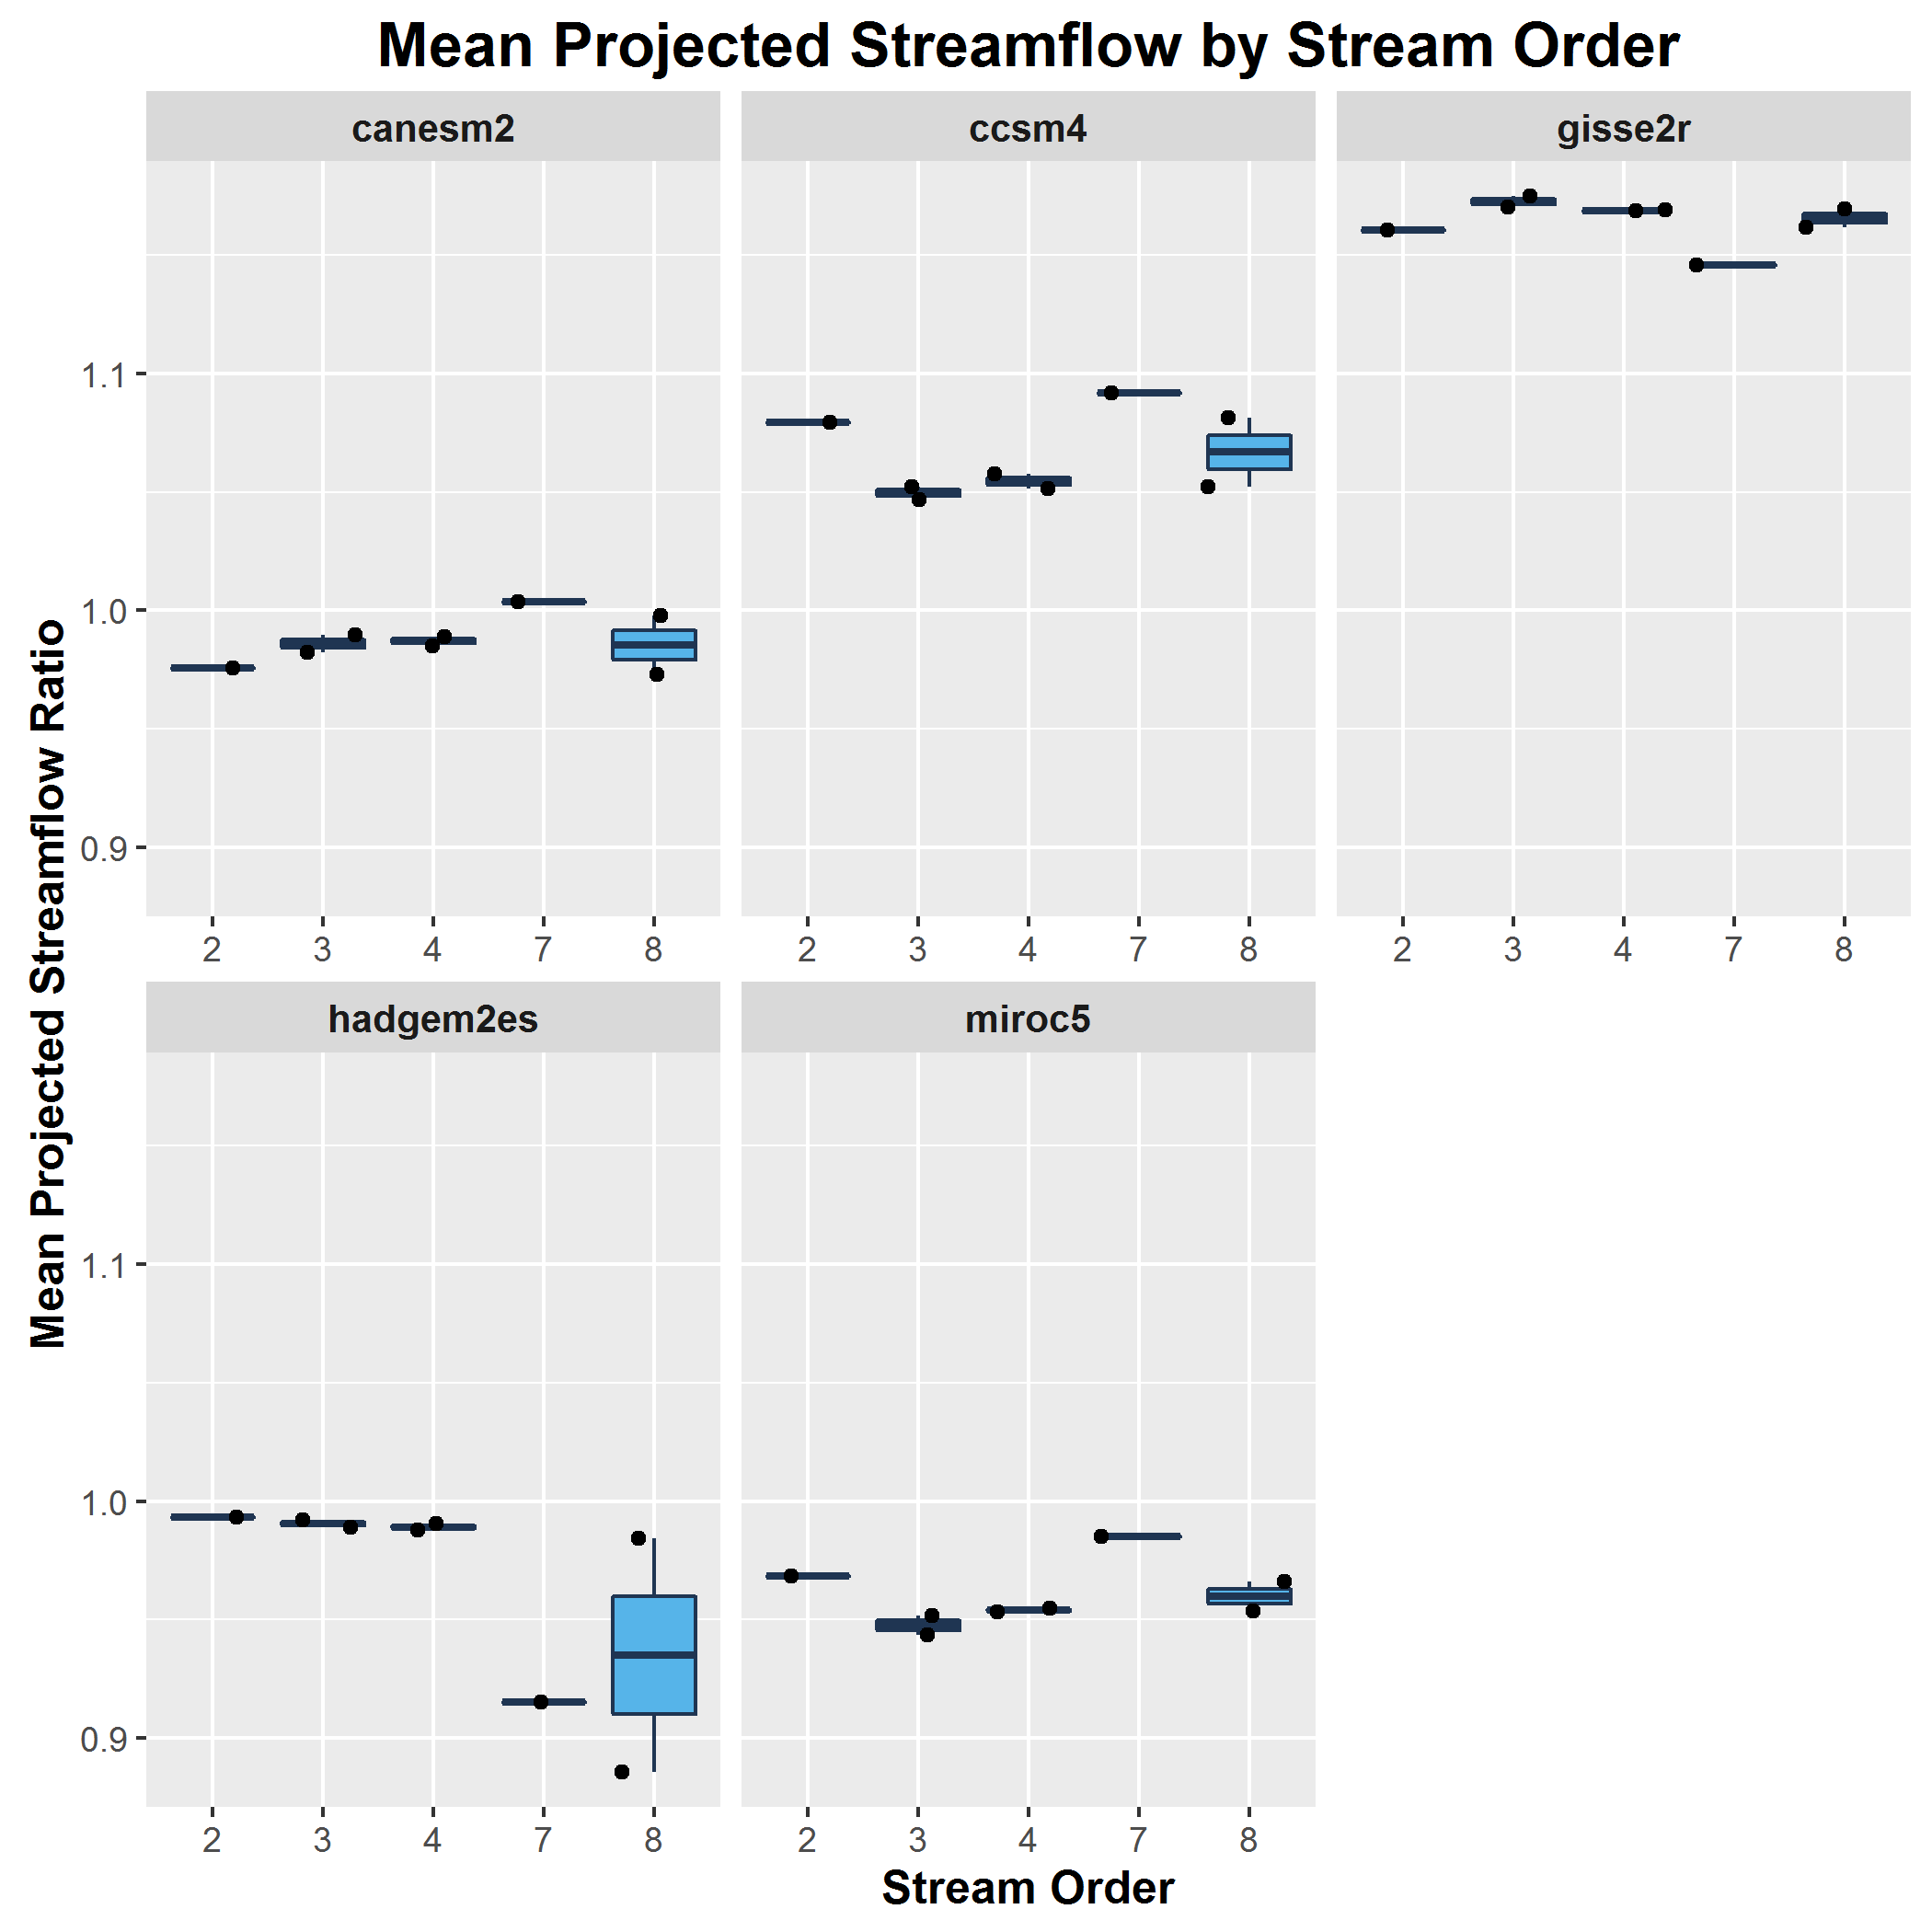 Mean Projected Streamflow by Stream Order
canesm2
ccsm4
gisse2r
Mean Projected Streamflow Ratio
1.1
1.0
0.9
2 3 4 7 8
2 3 4 7 8
2 3 4 7 8
hadgem2es
miroc5
1.1
1.0
0.9
2 3 4 7 8
2 3 4 7 8
Stream Order